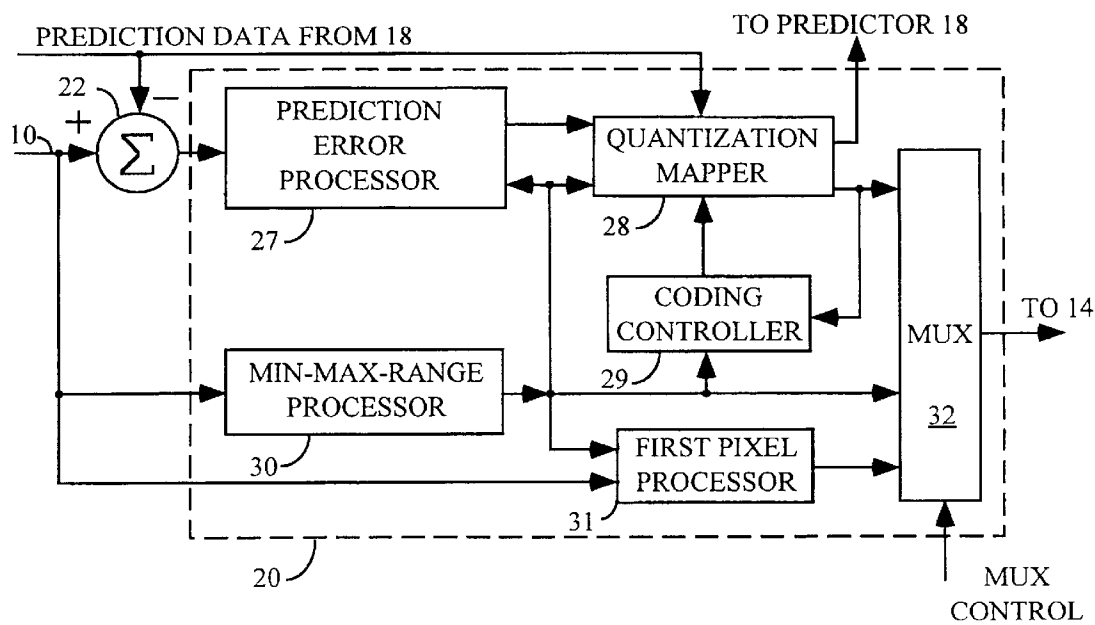 TO PREDICTOR 18
PREDICTION DATA FROM 18
22
−
+
10
Σ
PREDICTION
ERROR
PROCESSOR
27
QUANTIZATION
MAPPER
28
CODING
CONTROLLER
29
TO 14
MUX
32
MIN-MAX-RANGE
PROCESSOR
30
FIRST PIXEL
PROCESSOR
31
20
MUX
CONTROL